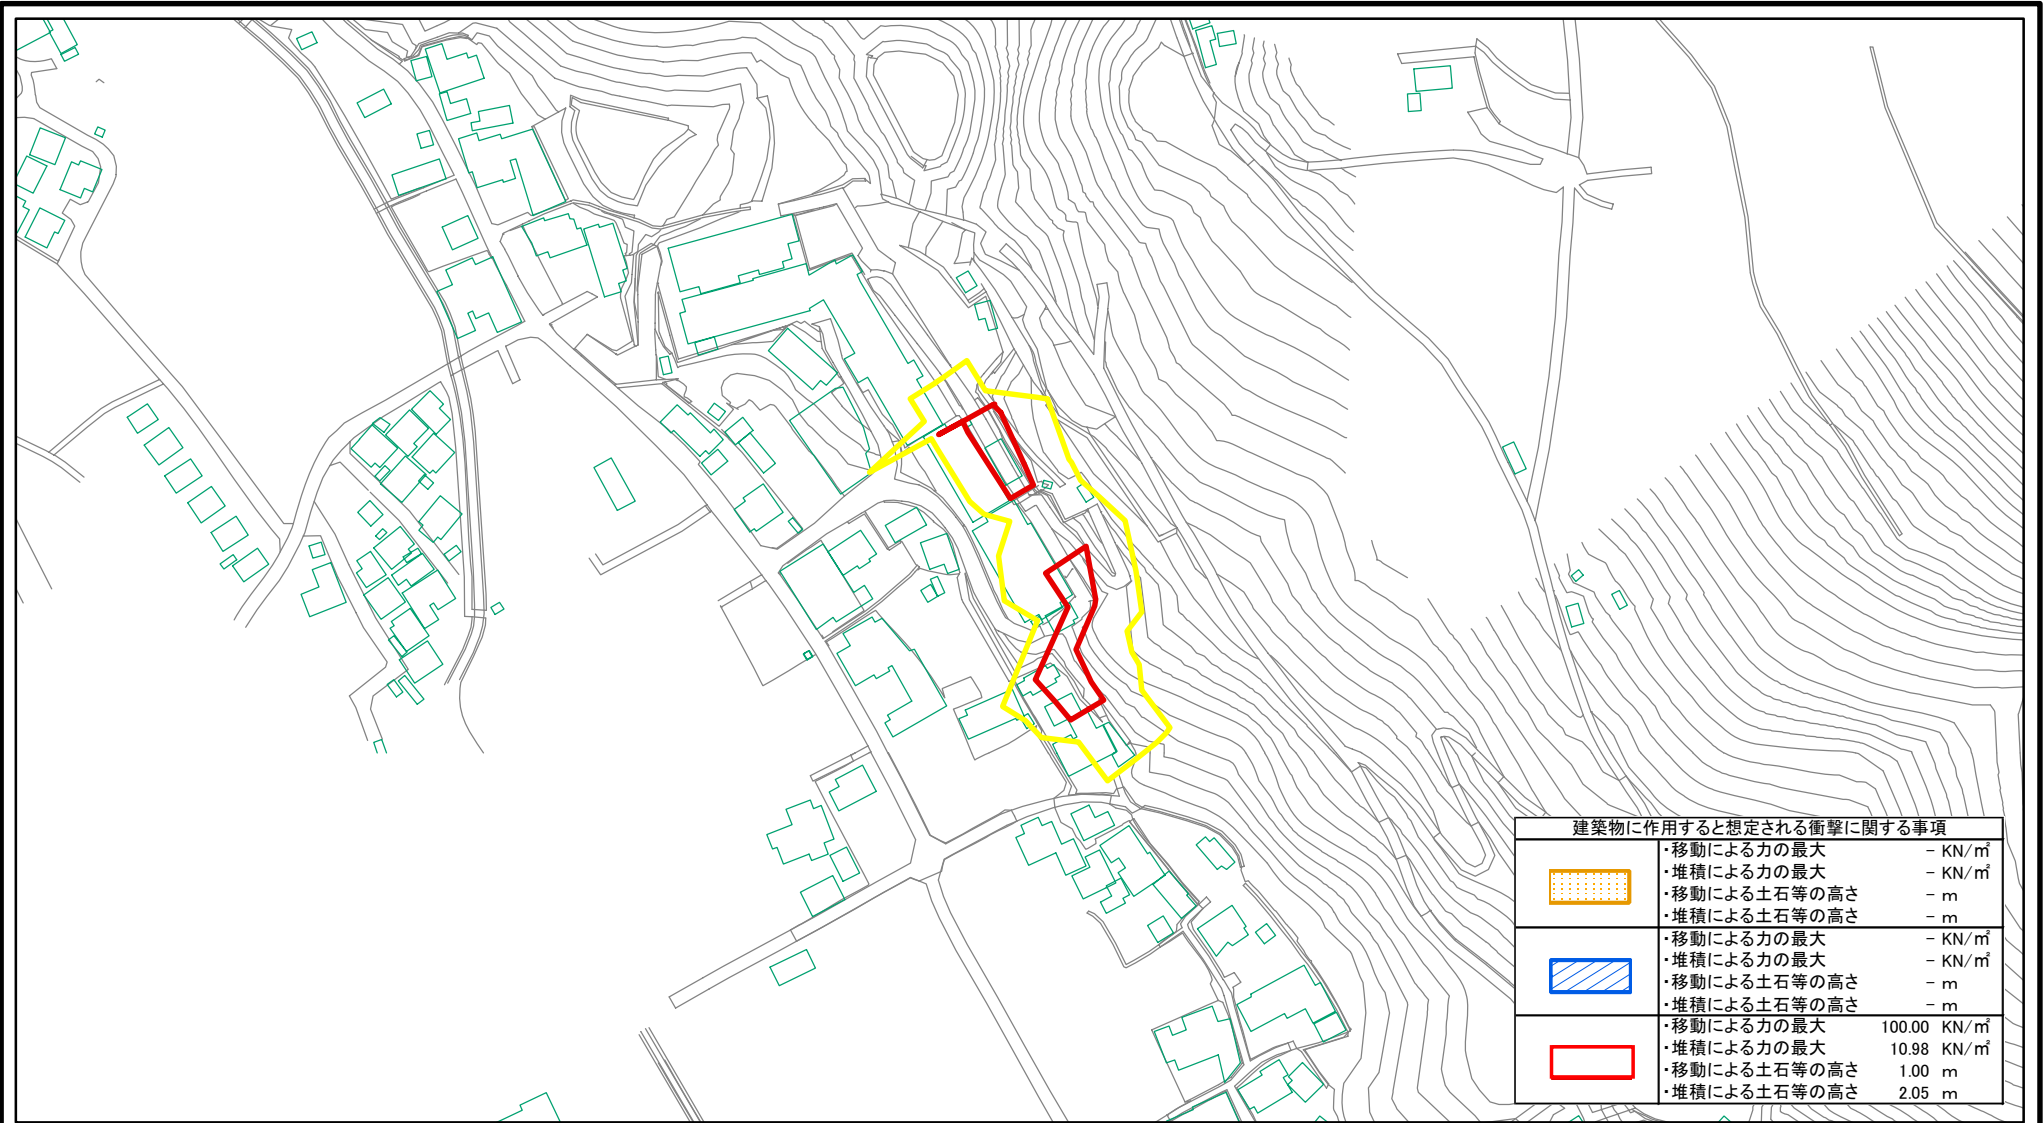 建築物に作用すると想定される衝撃に関する事項
・移動による力の最大 － KN/㎡
・堆積による力の最大 － KN/㎡
・移動による土石等の高さ － m
・堆積による土石等の高さ － m
・移動による力の最大 － KN/㎡
・堆積による力の最大 － KN/㎡
・移動による土石等の高さ － m
・堆積による土石等の高さ － m
・移動による力の最大 100.00 KN/㎡
・堆積による力の最大 10.98 KN/㎡
・移動による土石等の高さ 1.00 m
・堆積による土石等の高さ 2.05 m